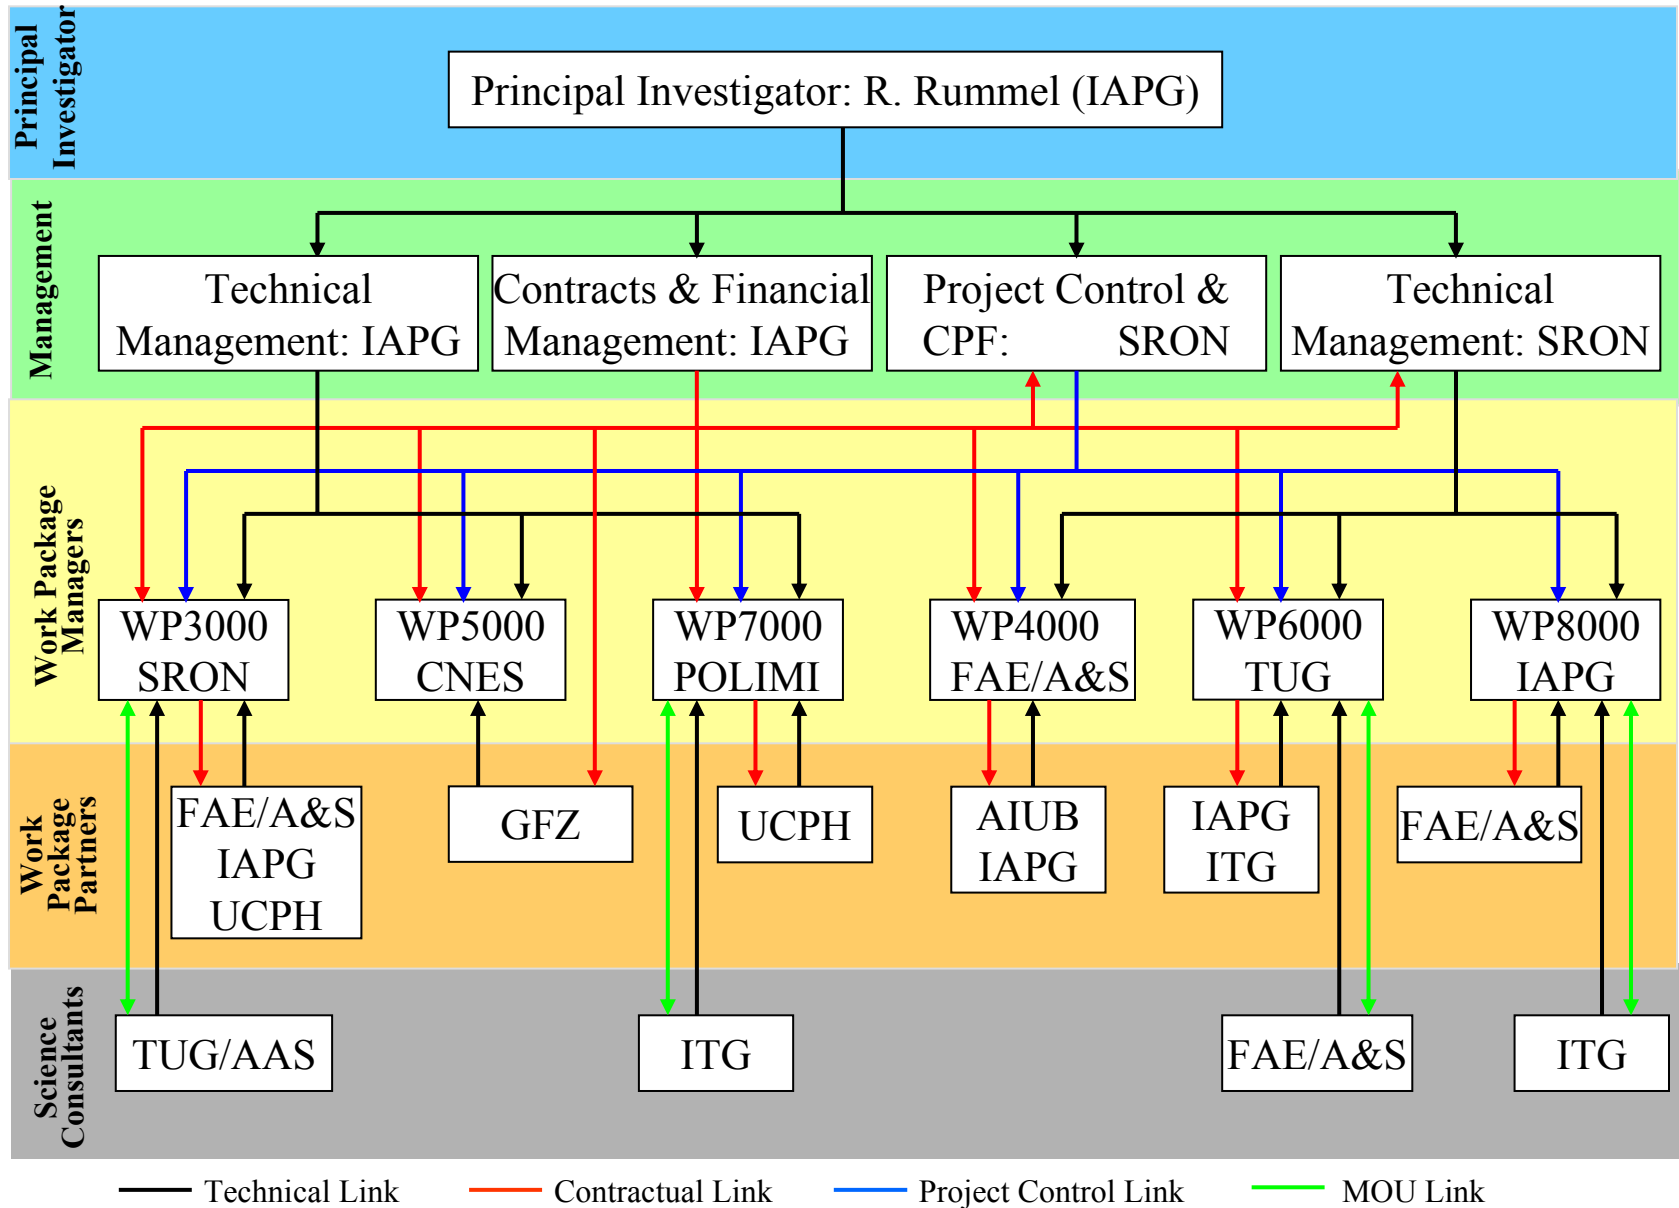 Principal
Investigator
Principal Investigator: R. Rummel (IAPG)
Management
Technical
Management: IAPG
Contracts & Financial
Management: IAPG
Project Control &
CPF: SRON
Technical
Management: SRON
Work Package
Managers
WP3000
SRON
WP5000
CNES
WP7000
POLIMI
WP4000
FAE/A&S
WP6000
TUG
WP8000
IAPG
Work
Package
Partners
FAE/A&S
IAPG
UCPH
GFZ
UCPH
AIUB
IAPG
IAPG
ITG
FAE/A&S
Science
Consultants
TUG/AAS
ITG
FAE/A&S
ITG
Technical Link
Contractual Link
Project Control Link
MOU Link